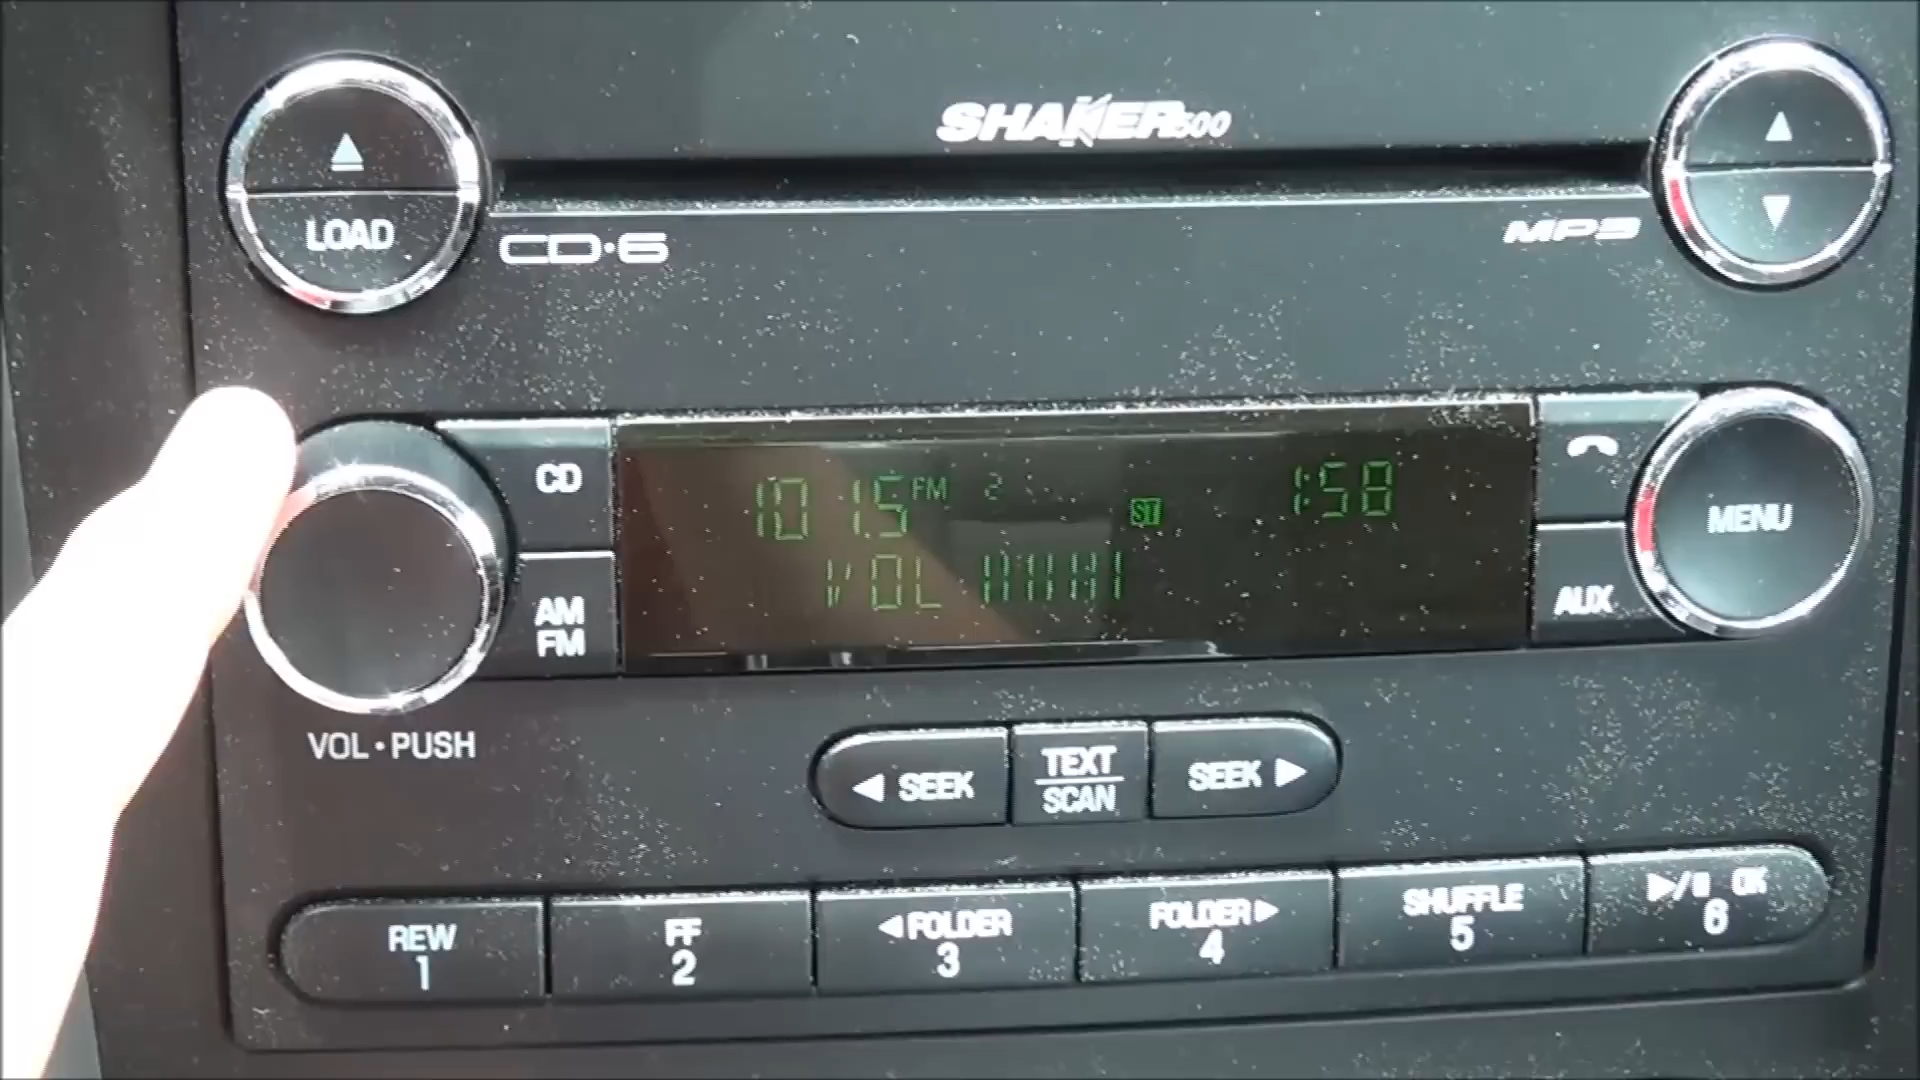 SHAKER500
LOAD
CD·6
MP3
CD
101.5 FM 2 ST 1:58
VOL
AM
FM
MENU
AUX
VOL·PUSH
◀ SEEK
TEXT
SCAN
SEEK ▶
REW
1
FF
2
◀FOLDER
3
FOLDER▶
4
SHUFFLE
5
▶/II OK
6